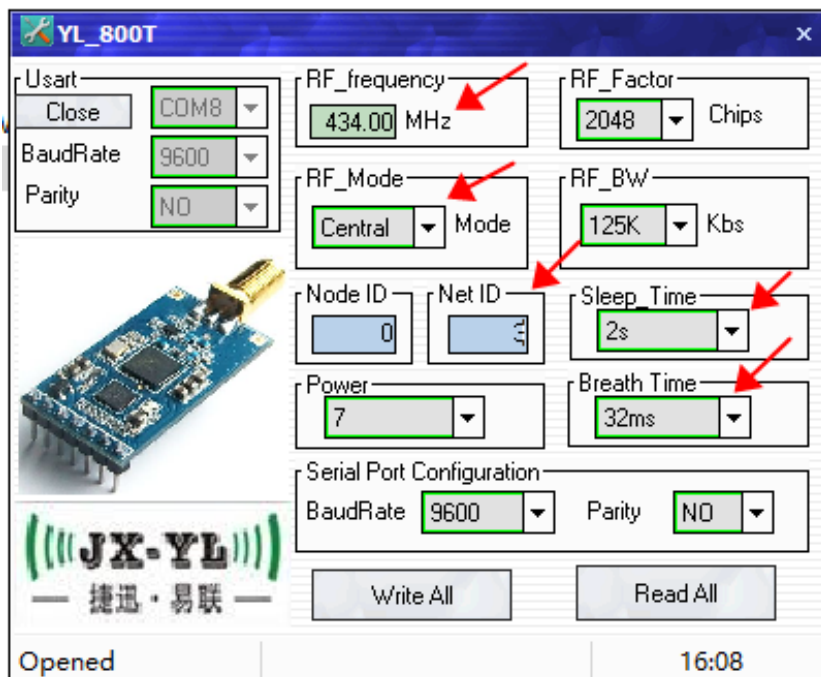 YL_800T
Usart
Close COM8
BaudRate 9600
Parity NO
RF_frequency
434.00 MHz
RF_Factor
2048 Chips
RF_Mode
Central Mode
RF_BW
125K Kbs
Node ID
0
Net ID
Sleep_Time
2s
Power
7
Breath Time
32ms
Serial Port Configuration
BaudRate 9600 Parity NO
JX-YL
捷迅·易联
Write All Read All
Opened 16:08